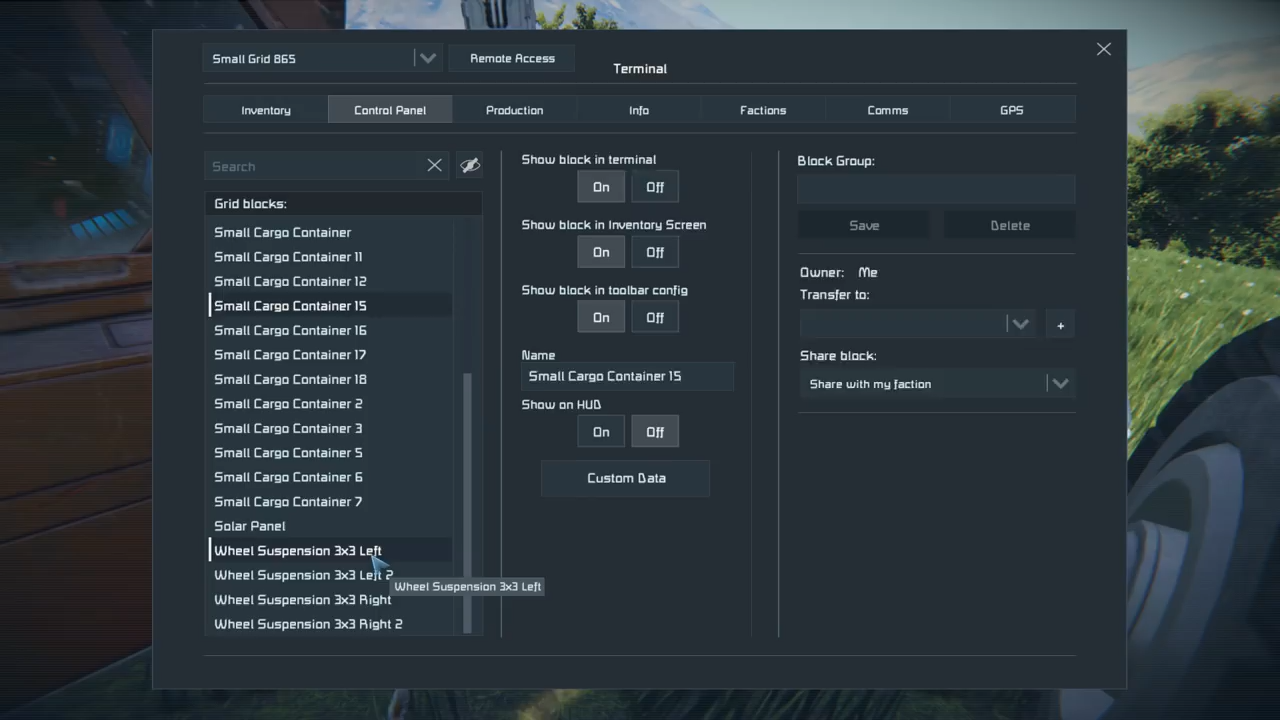 Small Grid 865
Remote Access
Terminal
Inventory
Control Panel
Production
Info
Factions
Comms
GPS
Search
Grid blocks:
Small Cargo Container
Small Cargo Container 11
Small Cargo Container 12
Small Cargo Container 15
Small Cargo Container 16
Small Cargo Container 17
Small Cargo Container 18
Small Cargo Container 2
Small Cargo Container 3
Small Cargo Container 5
Small Cargo Container 6
Small Cargo Container 7
Solar Panel
Wheel Suspension 3x3 Left
Wheel Suspension 3x3 Left 2
Wheel Suspension 3x3 Right
Wheel Suspension 3x3 Right 2
Wheel Suspension 3x3 Left
Show block in terminal
On Off
Show block in Inventory Screen
On Off
Show block in toolbar config
On Off
Name
Small Cargo Container 15
Show on HUD
On Off
Custom Data
Block Group:
Save Delete
Owner: Me
Transfer to:
+
Share block:
Share with my faction